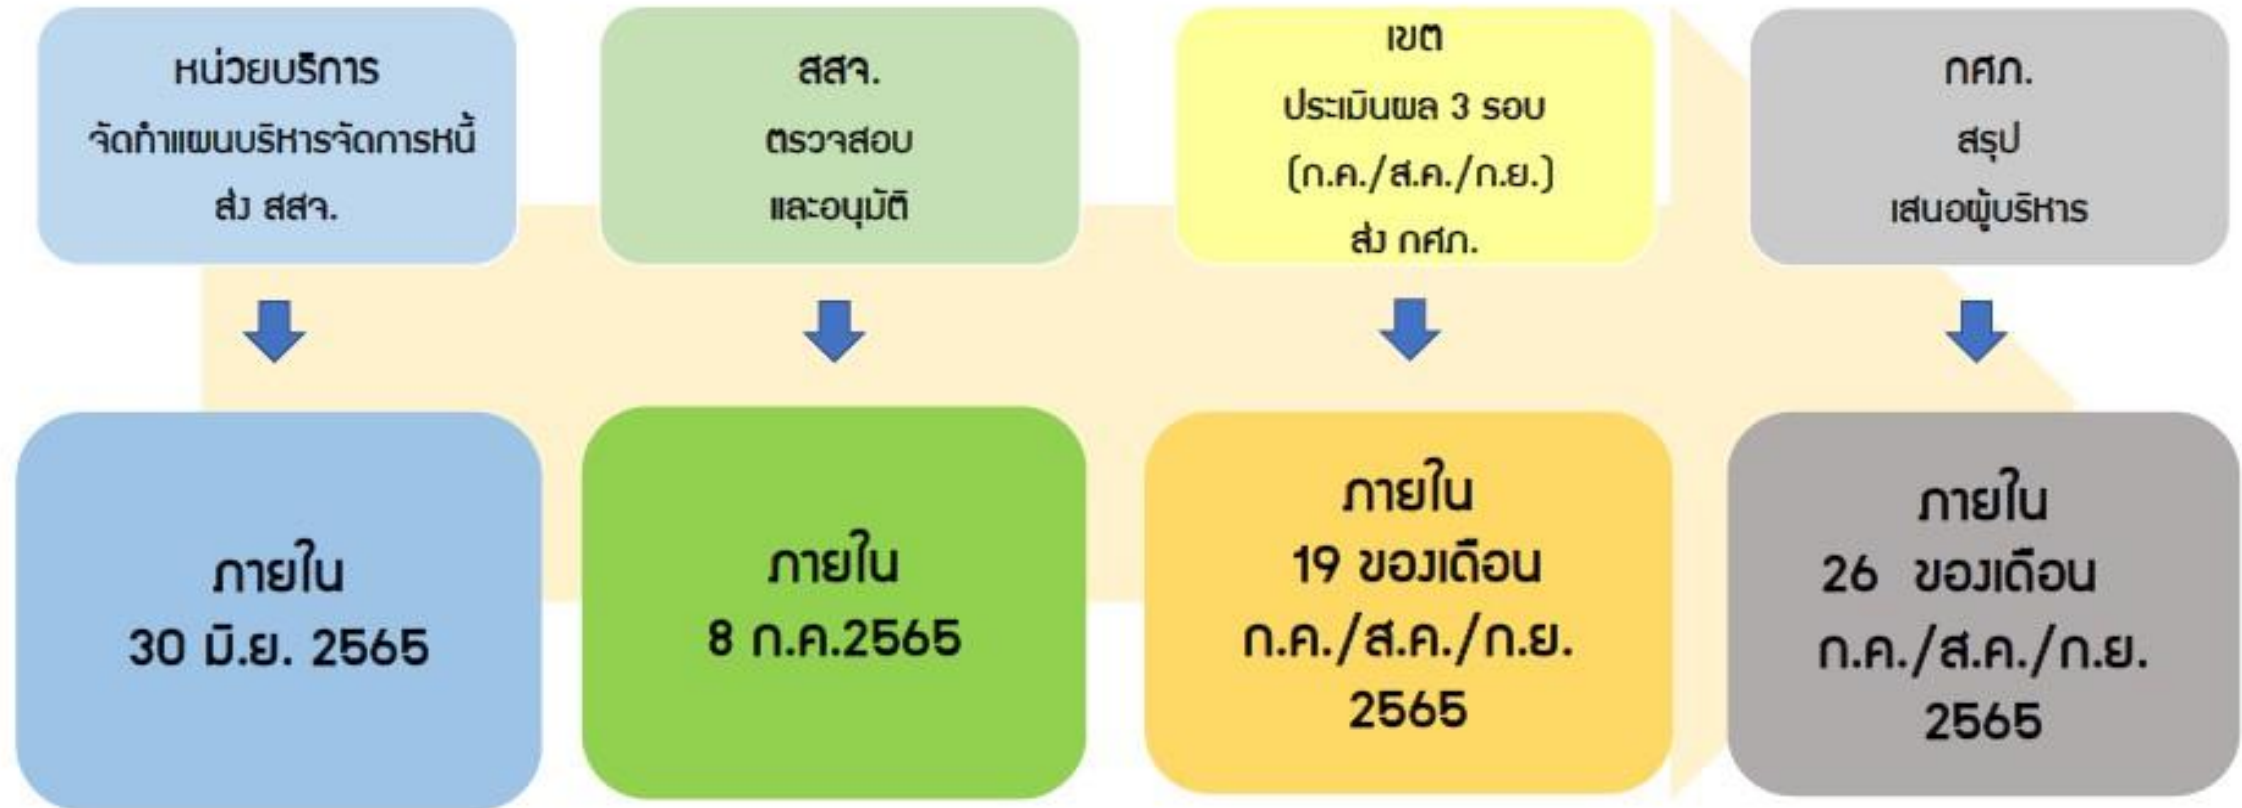 หน่วยบริการ
จัดทำแผนบริหารจัดการหนี้
ส่ง สสจ.
สสจ.
ตรวจสอบ
และอนุมัติ
เขต
ประเมินผล 3 รอบ
(ก.ค./ส.ค./ก.ย.)
ส่ง กศภ.
กศภ.
สรุป
เสนอผู้บริหาร
ภายใน
30 มิ.ย. 2565
ภายใน
8 ก.ค.2565
ภายใน
19 ของเดือน
ก.ค./ส.ค./ก.ย.
2565
ภายใน
26 ของเดือน
ก.ค./ส.ค./ก.ย.
2565